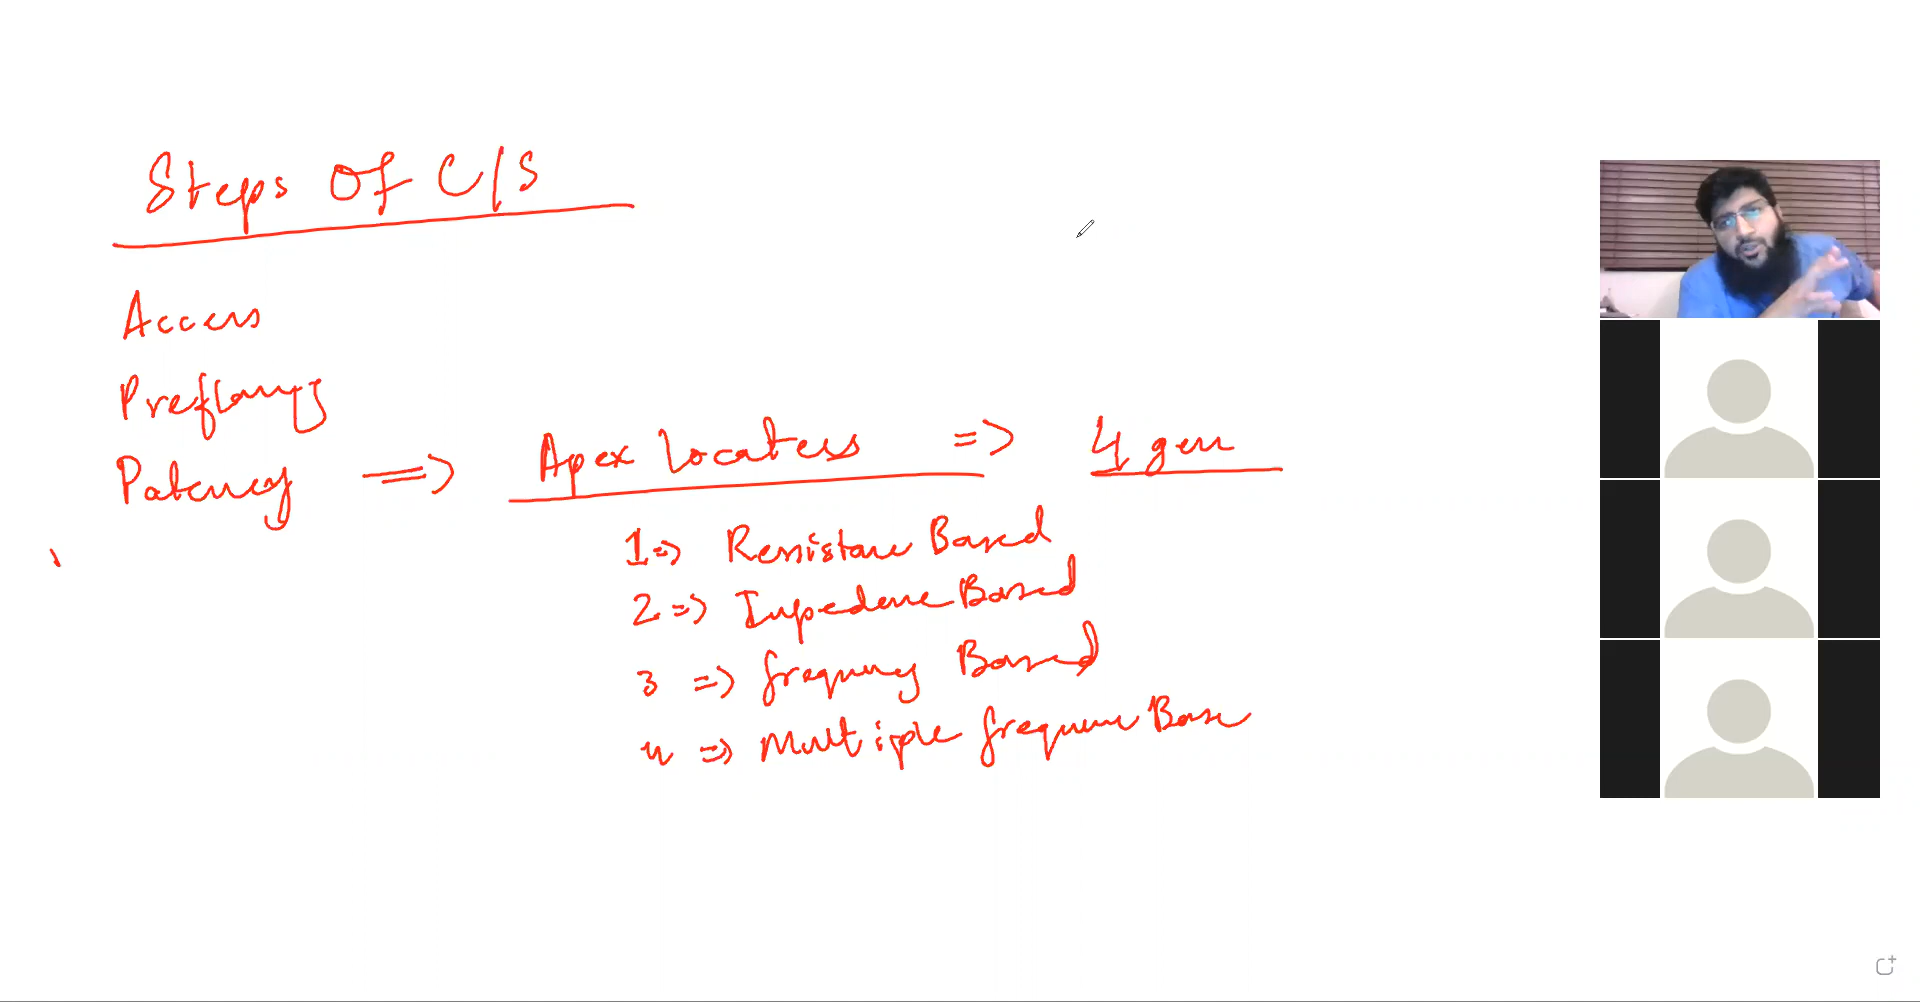 Steps Of C/S
Access
Preflaring
Patency => Apex Locaters => 4 gen
1 => Resistance Based
2 => Impedence Based
3 => frequency Based
4 => Multiple frequence Base